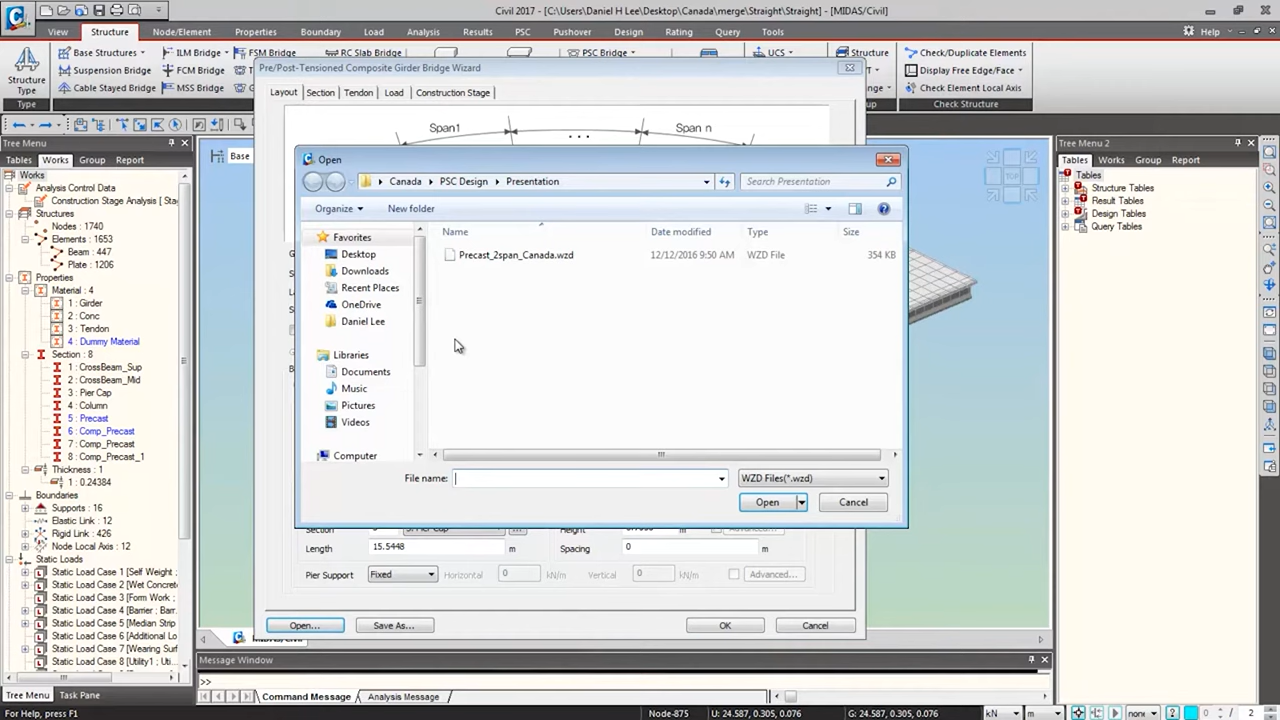 Civil 2017 - [C:\Users\Daniel H Lee\Desktop\Canada\merge\Straight\Straight] - [MIDAS/Civil]
View Structure Node/Element Properties Boundary Load Analysis Results PSC Pushover Design Rating Query Tools Help
Base Structures ILM Bridge FSM Bridge RC Slab Bridge PSC Bridge UCS Structure Check/Duplicate Elements
Suspension Bridge FCM Bridge Display Free Edge/Face
Structure Type Cable Stayed Bridge MSS Bridge Check Element Local Axis
Type Check Structure
Pre/Post-Tensioned Composite Girder Bridge Wizard
Layout Section Tendon Load Construction Stage
Span1 ... Span n
Tree Menu
Tables Works Group Report
Works
Analysis Control Data
Construction Stage Analysis [ Stag
Structures
Nodes : 1740
Elements : 1653
Beam : 447
Plate : 1206
Properties
Material : 4
1 : Girder
2 : Conc
3 : Tendon
4 : Dummy Material
Section : 8
1 : CrossBeam_Sup
2 : CrossBeam_Mid
3 : Pier Cap
4 : Column
5 : Precast
6 : Comp_Precast
7 : Comp_Precast
8 : Comp_Precast_1
Thickness : 1
1 : 0.24384
Boundaries
Supports : 16
Elastic Link : 12
Rigid Link : 426
Node Local Axis : 12
Static Loads
Static Load Case 1 [Self Weight ;
Static Load Case 2 [Wet Concrete
Static Load Case 3 [Form Work ;
Static Load Case 4 [Barrier ; Barr
Static Load Case 5 [Median Strip
Static Load Case 6 [Additional Lo
Static Load Case 7 [Wearing Surf
Static Load Case 8 [Utility1 ; Uti
Tree Menu Task Pane
Base
Open
Canada PSC Design Presentation
Search Presentation
Organize New folder
Favorites
Desktop
Downloads
Recent Places
OneDrive
Daniel Lee
Libraries
Documents
Music
Pictures
Videos
Computer
Name Date modified Type Size
Precast_2span_Canada.wzd 12/12/2016 9:50 AM WZD File 354 KB
File name: WZD Files(*.wzd)
Open Cancel
Section Height m Advanced...
Length 15.5448 m Spacing 0 m
Pier Support Fixed Horizontal 0 kN/m Vertical 0 kN/m Advanced...
Open... Save As... OK Cancel
TOP
Message Window
>>
Command Message Analysis Message
Tree Menu 2
Tables Works Group Report
Tables
Structure Tables
Result Tables
Design Tables
Query Tables
For Help, press F1 Node-875 U: 24.587, 0.305, 0.076 G: 24.587, 0.305, 0.076 kN m none 0 / 2